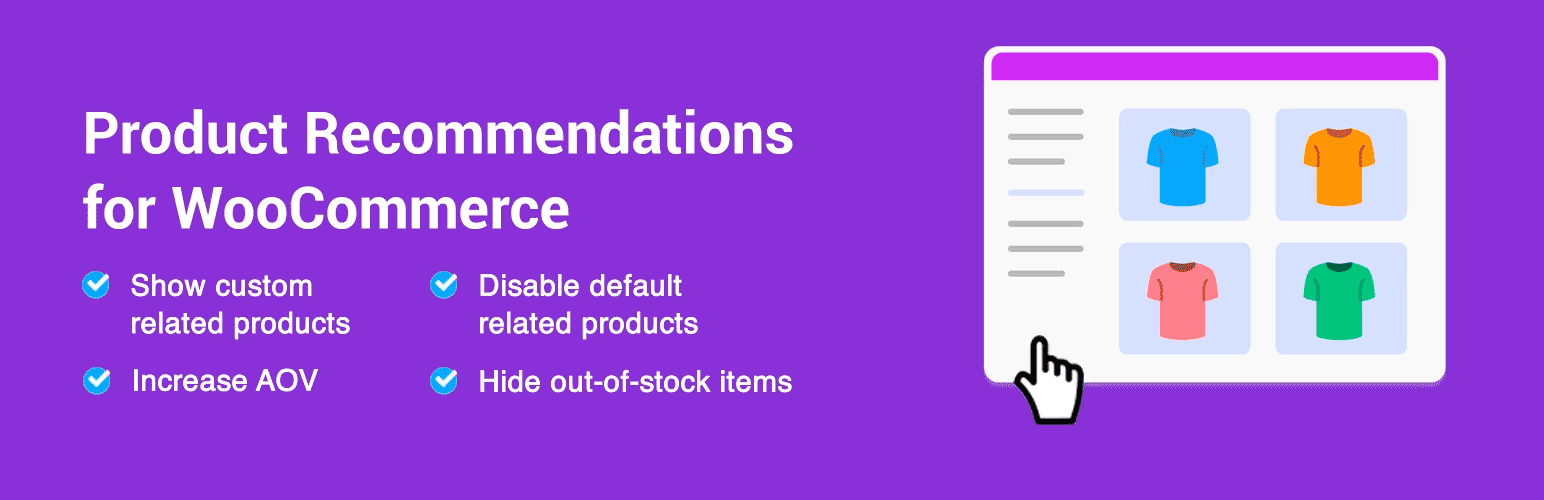 Product Recommendations
for WooCommerce
Show custom
related products
Disable default
related products
Increase AOV
Hide out-of-stock items